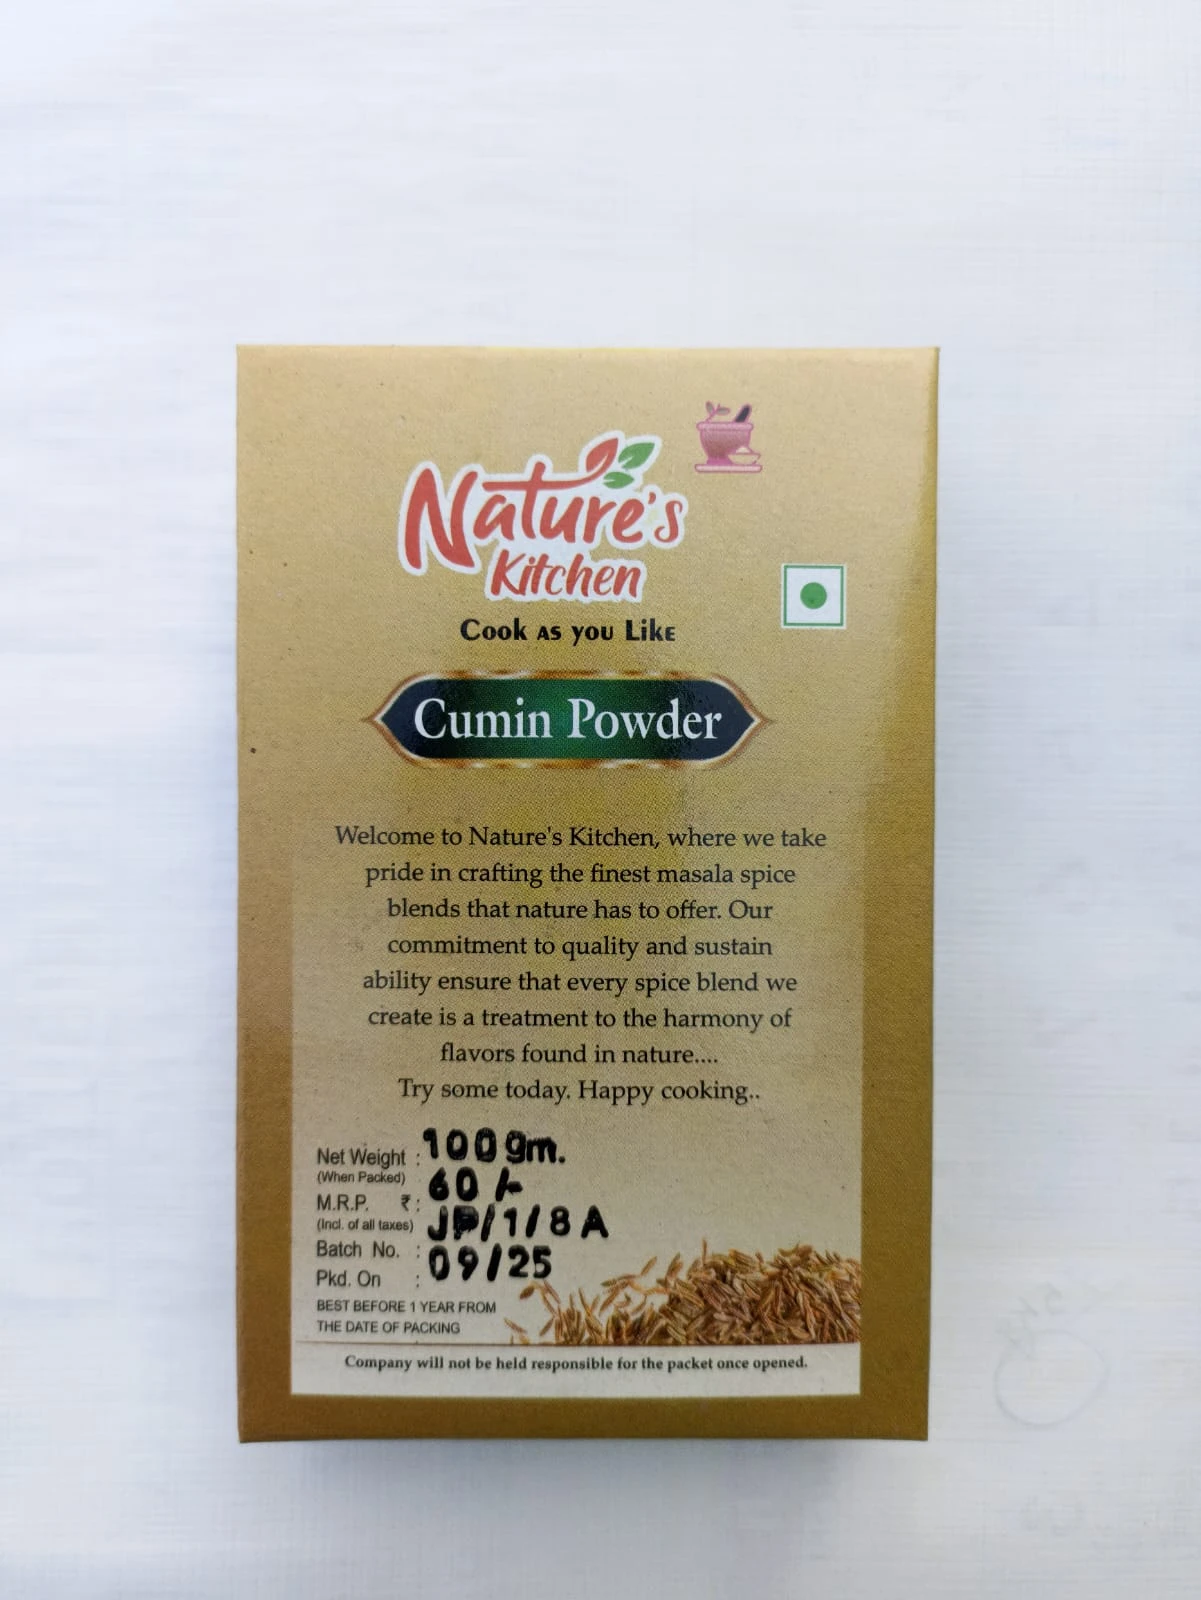 Nature's
Kitchen
Cook as you Like
Cumin Powder
Welcome to Nature's Kitchen, where we take
pride in crafting the finest masala spice
blends that nature has to offer. Our
commitment to quality and sustain
ability ensure that every spice blend we
create is a treatment to the harmony of
flavors found in nature....
Try some today. Happy cooking..
Net Weight : 100gm.
(When Packed)
M.R.P. ₹ : 60/-
(Incl. of all taxes)
Batch No. : JP/1/8A
Pkd. On : 09/25
BEST BEFORE 1 YEAR FROM
THE DATE OF PACKING
Company will not be held responsible for the packet once opened.